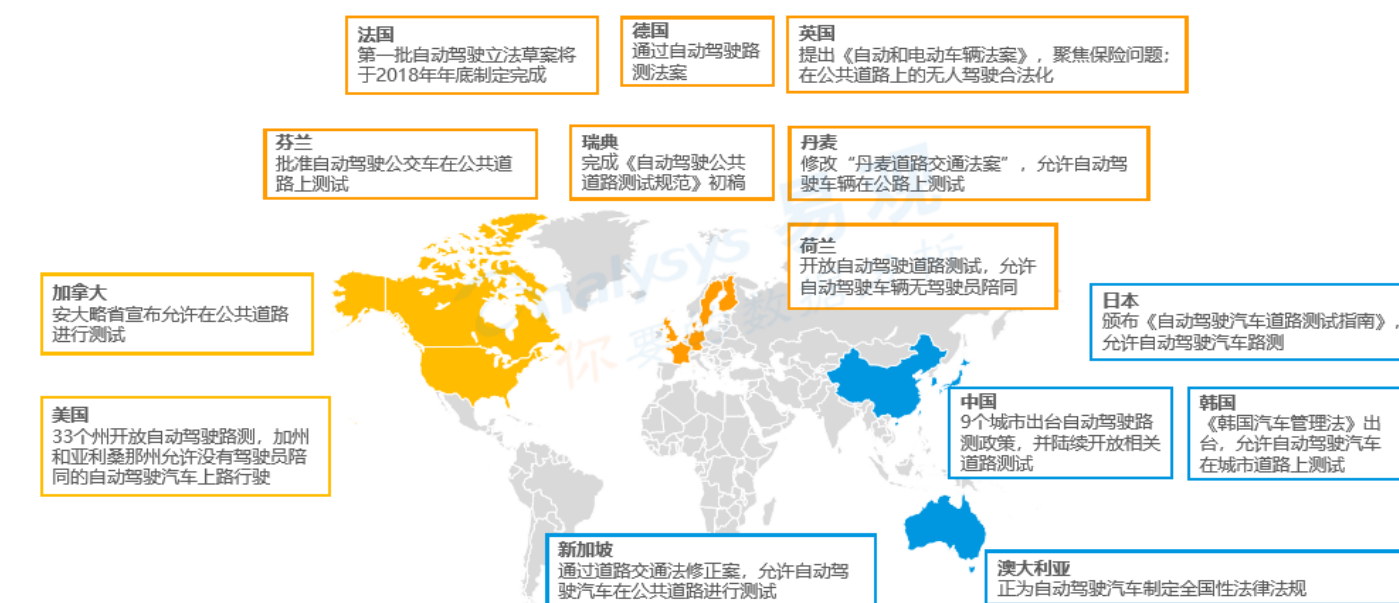 法国
第一批自动驾驶立法草案将
于2018年年底制定完成
德国
通过自动驾驶路
测法案
英国
提出《自动和电动车辆法案》，聚焦保险问题；
在公共道路上的无人驾驶合法化
芬兰
批准自动驾驶公交车在公共道
路上测试
瑞典
完成《自动驾驶公共
道路测试规范》初稿
丹麦
修改“丹麦道路交通法案”，允许自动驾
驶车辆在公路上测试
荷兰
开放自动驾驶道路测试，允许
自动驾驶车辆无驾驶员陪同
加拿大
安大略省宣布允许在公共道路
进行测试
日本
颁布《自动驾驶汽车道路测试指南》，
允许自动驾驶汽车路测
美国
33个州开放自动驾驶路测，加州
和亚利桑那州允许没有驾驶员陪
同的自动驾驶汽车上路行驶
中国
9个城市出台自动驾驶路
测政策，并陆续开放相关
道路测试
韩国
《韩国汽车管理法》出
台，允许自动驾驶汽车
在城市道路上测试
新加坡
通过道路交通法修正案，允许自动驾
驶汽车在公共道路进行测试
澳大利亚
正为自动驾驶汽车制定全国性法律法规
analysys 易观
你要
数据